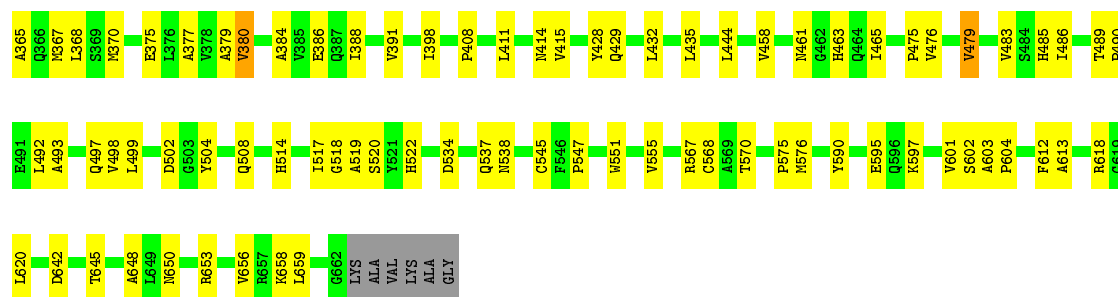 A365 Q366 M367 L368 S369 M370 E375 L376 A377 V378 A379 V380 A384 V385 E386 Q387 I388 V391 I398 P408 L411 N414 V415 Y428 Q429 L432 L435 L444 V458 N461 G462 H463 Q464 I465 P475 V476 V479 V483 S484 H485 I486 T489 P490
E491 L492 A493 Q497 V498 L499 D502 G503 Y504 Q508 H514 I517 G518 A519 S520 Y521 H522 D534 Q537 N538 C545 F546 P547 W551 V555 R567 C568 A569 T570 P575 M576 Y590 E595 Q596 K597 V601 S602 A603 P604 F612 A613 R618 G619
L620 D642 T645 A648 L649 N650 R653 V656 R657 K658 L659 G662 LYS ALA VAL LYS ALA GLY